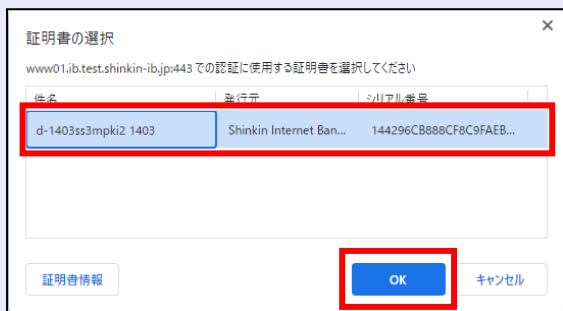 証明書の選択
www01.ib.test.shinkin-ib.jp:443 での認証に使用する証明書を選択してください
件名 発行元 シリアル番号
d-1403ss3mpki2 1403 Shinkin Internet Ban... 144296CB888CF8C9FAEB...
証明書情報 OK キャンセル